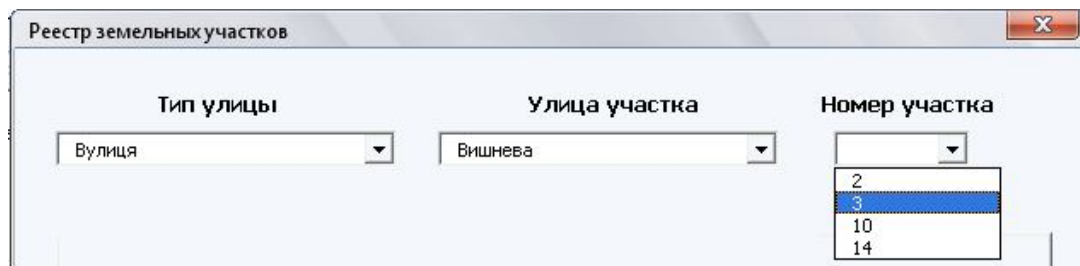 Реестр земельных участков
Тип улицы Улица участка Номер участка
Вулиця Вишнева
2
3
10
14